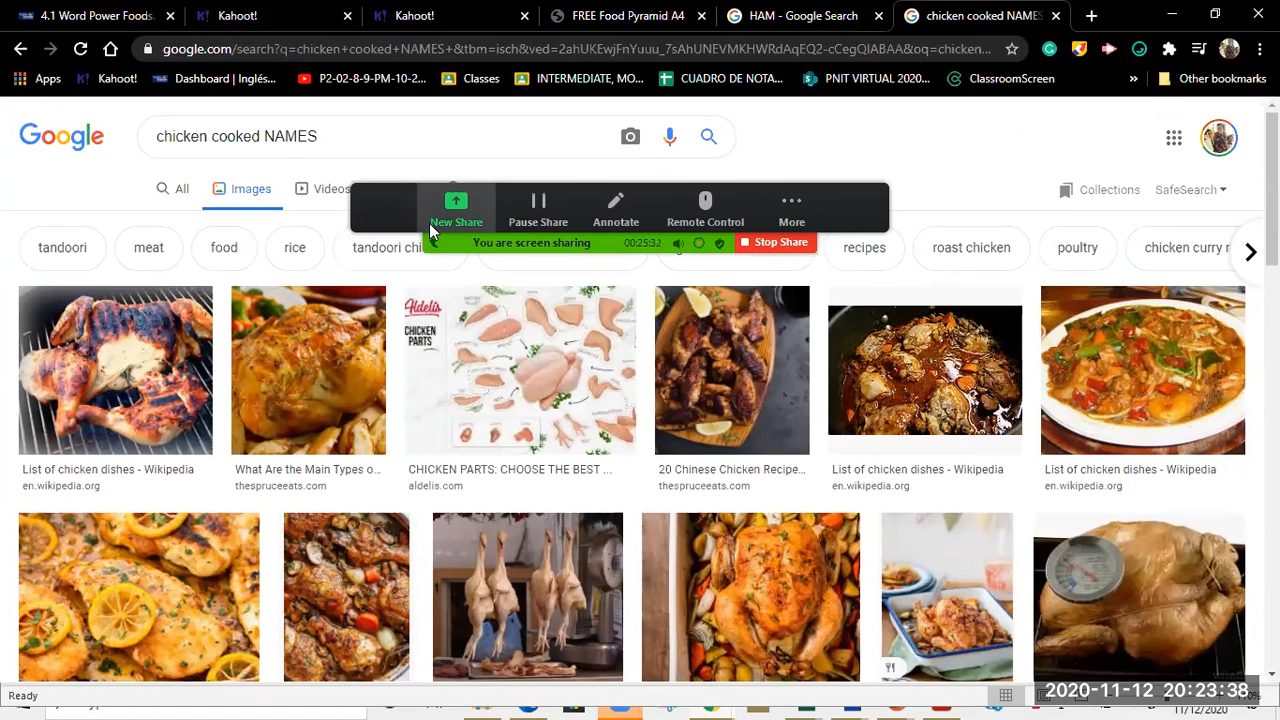 4.1 Word Power Foods.
Kahoot!
Kahoot!
FREE Food Pyramid A4
HAM - Google Search
chicken cooked NAMES
google.com/search?q=chicken+cooked+NAMES+&tbm=isch&ved=2ahUKEwjFnYuuu_7sAhUNEVMKHWRdAqEQ2-cCegQIABAA&oq=chicken...
Apps
Kahoot!
Dashboard | Inglés...
P2-02-8-9-PM-10-2...
Classes
INTERMEDIATE, MO...
CUADRO DE NOTA...
PNIT VIRTUAL 2020...
ClassroomScreen
»
Other bookmarks
Google
chicken cooked NAMES
All
Images
Videos
Collections
SafeSearch
New Share
Pause Share
Annotate
Remote Control
More
You are screen sharing
00:25:32
Stop Share
tandoori
meat
food
rice
tandoori chi
recipes
roast chicken
poultry
chicken curry r
Aldelís
CHICKEN
PARTS
List of chicken dishes - Wikipedia
en.wikipedia.org
What Are the Main Types o...
thespruceeats.com
CHICKEN PARTS: CHOOSE THE BEST ...
aldelis.com
20 Chinese Chicken Recipe...
thespruceeats.com
List of chicken dishes - Wikipedia
en.wikipedia.org
List of chicken dishes - Wikipedia
en.wikipedia.org
Ready
2020-11-12 20:23:38
11/12/2020